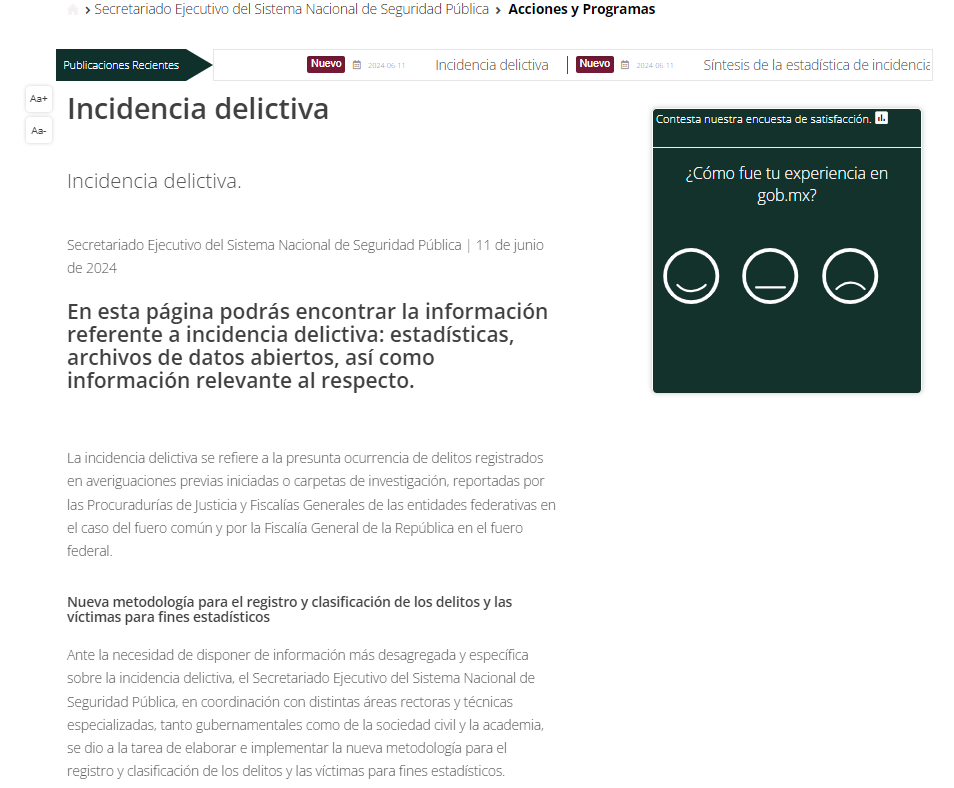 Secretariado Ejecutivo del Sistema Nacional de Seguridad Pública > Acciones y Programas
Publicaciones Recientes
Nuevo 2024-06-11 Incidencia delictiva | Nuevo 2024-06-11 Síntesis de la estadística de incidencia
Aa+
Aa-
Incidencia delictiva
Incidencia delictiva.
Secretariado Ejecutivo del Sistema Nacional de Seguridad Pública | 11 de junio
de 2024
En esta página podrás encontrar la información
referente a incidencia delictiva: estadísticas,
archivos de datos abiertos, así como
información relevante al respecto.
La incidencia delictiva se refiere a la presunta ocurrencia de delitos registrados
en averiguaciones previas iniciadas o carpetas de investigación, reportadas por
las Procuradurías de Justicia y Fiscalías Generales de las entidades federativas en
el caso del fuero común y por la Fiscalía General de la República en el fuero
federal.
Nueva metodología para el registro y clasificación de los delitos y las
víctimas para fines estadísticos
Ante la necesidad de disponer de información más desagregada y específica
sobre la incidencia delictiva, el Secretariado Ejecutivo del Sistema Nacional de
Seguridad Pública, en coordinación con distintas áreas rectoras y técnicas
especializadas, tanto gubernamentales como de la sociedad civil y la academia,
se dio a la tarea de elaborar e implementar la nueva metodología para el
registro y clasificación de los delitos y las víctimas para fines estadísticos.
Contesta nuestra encuesta de satisfacción.
¿Cómo fue tu experiencia en
gob.mx?